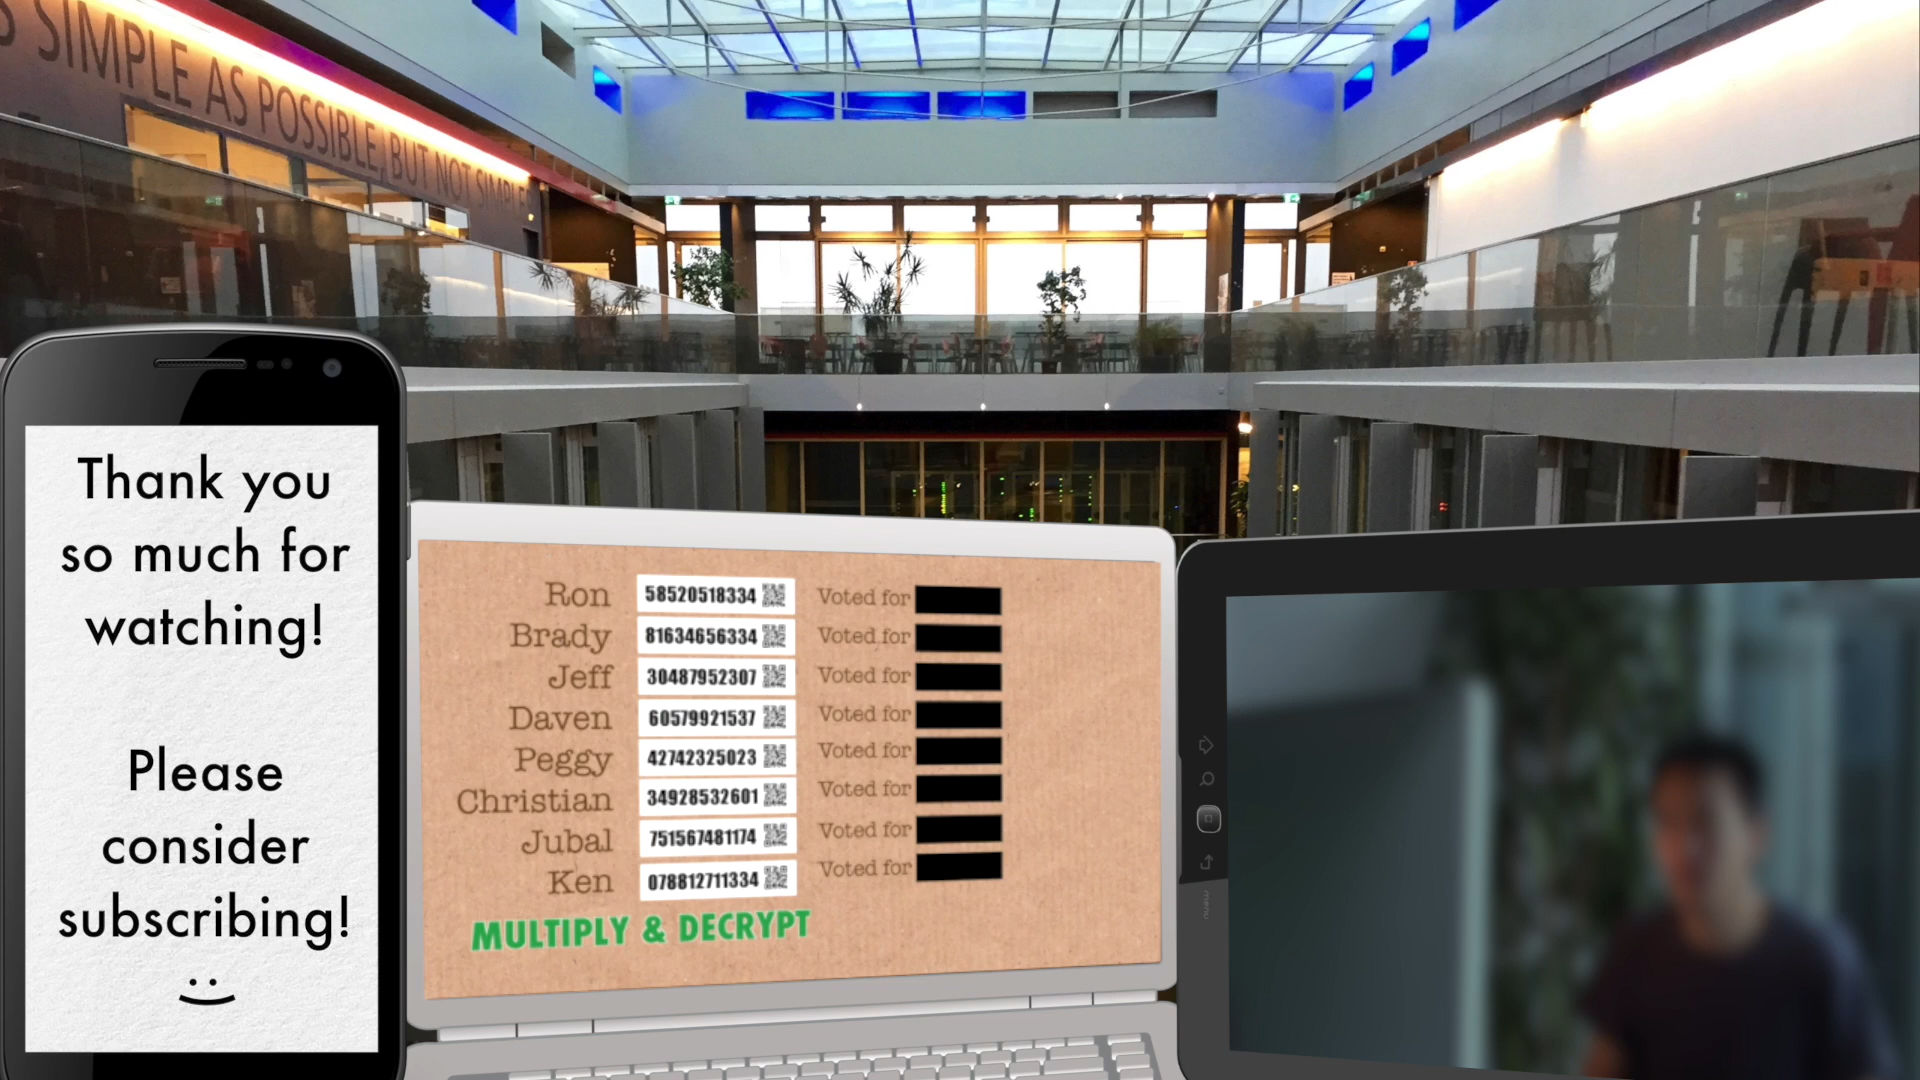 S SIMPLE AS POSSIBLE, BUT NOT SIMPLE
Thank you
so much for
watching!
Please
consider
subscribing!
Ron 58520518334 Voted for
Brady 81634656334 Voted for
Jeff 30487952307 Voted for
Daven 60579921537 Voted for
Peggy 42742325023 Voted for
Christian 34928532601 Voted for
Jubal 751567481174 Voted for
Ken 078812711334 Voted for
MULTIPLY & DECRYPT
menu